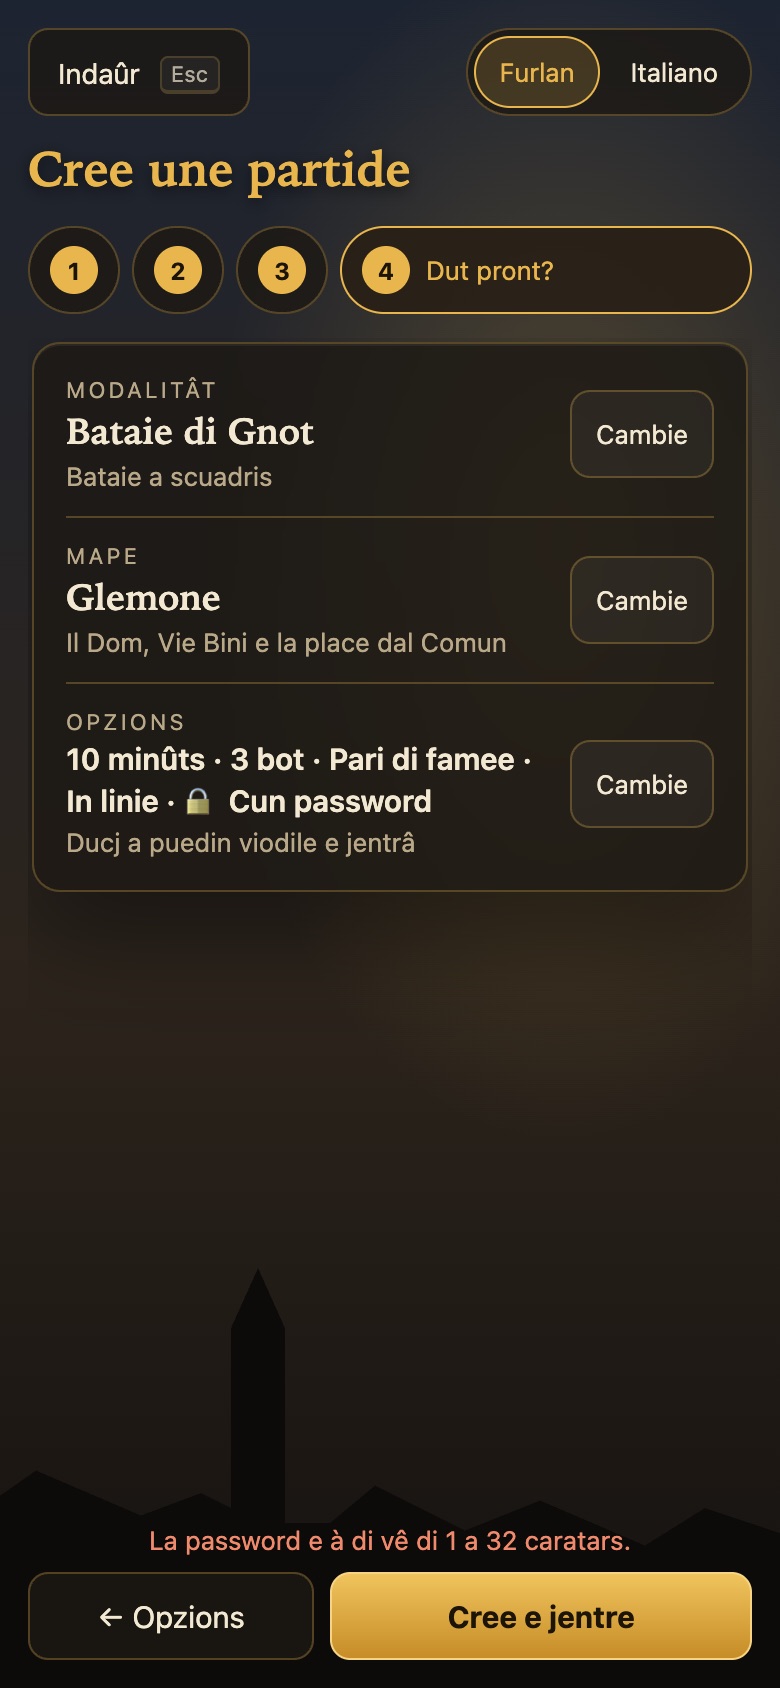 Indaûr Esc
Furlan Italiano
Cree une partide
1 2 3 4 Dut pront?
MODALITÂT
Bataie di Gnot
Bataie a scuadris
Cambie
MAPE
Glemone
Il Dom, Vie Bini e la place dal Comun
Cambie
OPZIONS
10 minûts · 3 bot · Pari di famee ·
In linie · 🔒 Cun password
Ducj a puedin viodile e jentrâ
Cambie
La password e à di vê di 1 a 32 caratars.
← Opzions
Cree e jentre